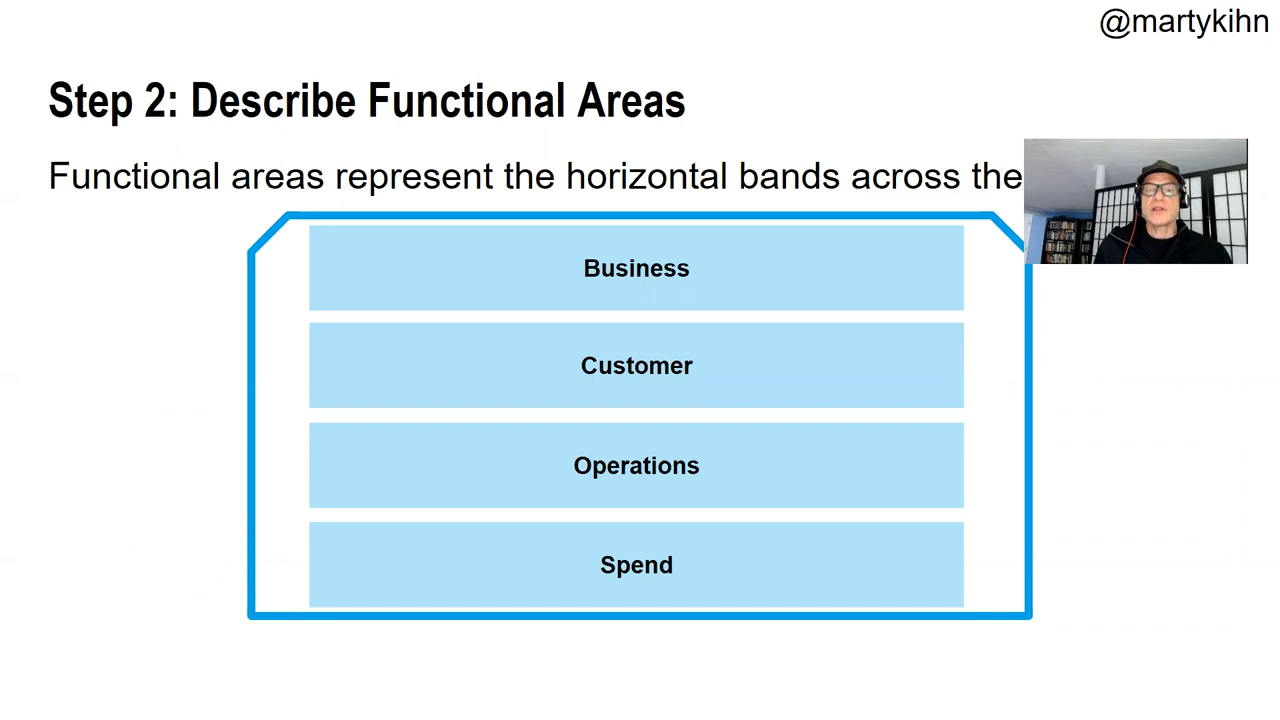 @martykihn
Step 2: Describe Functional Areas
Functional areas represent the horizontal bands across the
Business
Customer
Operations
Spend